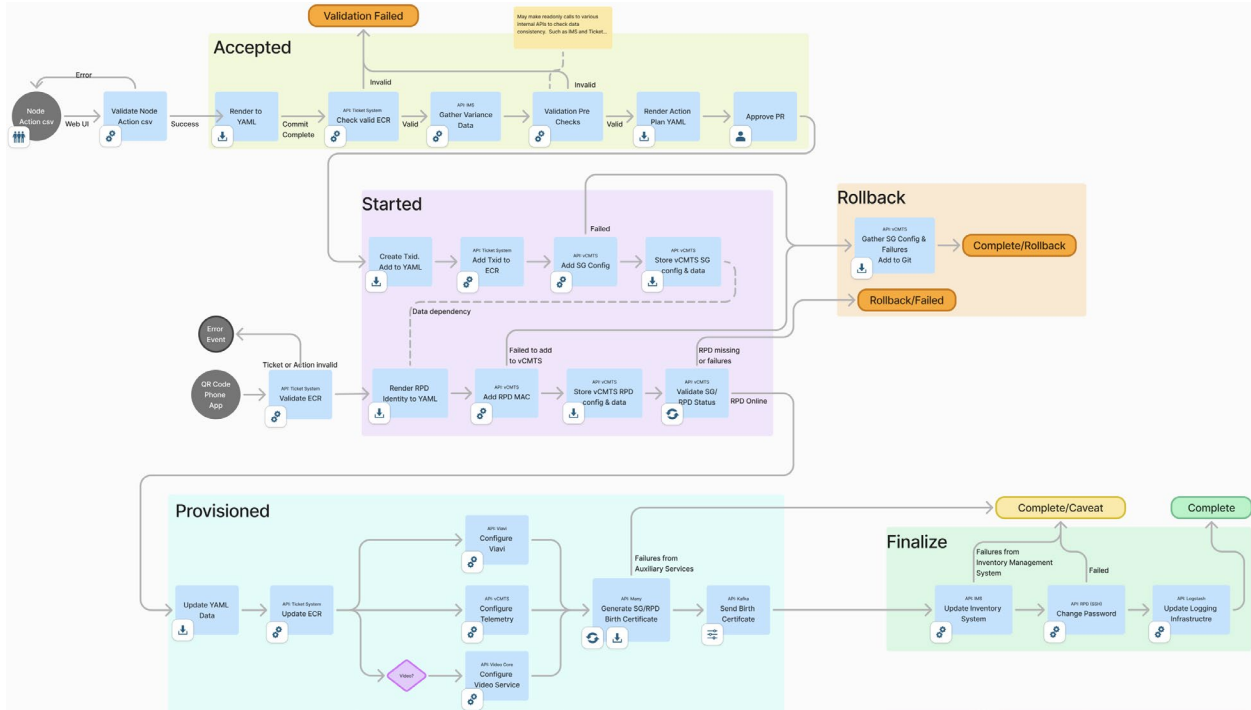 Validation Failed
May make readonly calls to various
internal APIs to check data
consistency. Such as IMS and Ticket...
Accepted
Error
Invalid
Invalid
Node
Action csv
Web UI
Validate Node
Action csv
Success
Render to
YAML
Commit
Complete
API: Ticket System
Check valid ECR
Valid
API: IMS
Gather Variance
Data
Validation Pre
Checks
Valid
Render Action
Plan YAML
Approve PR
Started
Failed
Create Txid.
Add to YAML
API: Ticket System
Add Txid to
ECR
API: vCMTS
Add SG Config
API: vCMTS
Store vCMTS SG
config & data
Data dependency
Rollback
API: vCMTS
Gather SG Config &
Failures
Add to Git
Complete/Rollback
Rollback/Failed
Error
Event
Ticket or Action Invalid
QR Code
Phone
App
API: Ticket System
Validate ECR
Failed to add
to vCMTS
RPD missing
or failures
Render RPD
Identity to YAML
API: vCMTS
Add RPD MAC
API: vCMTS
Store vCMTS RPD
config & data
API: vCMTS
Validate SG/
RPD Status
RPD Online
Provisioned
Update YAML
Data
API: Ticket System
Update ECR
API: Viavi
Configure
Viavi
API: vCMTS
Configure
Telemetry
Video?
API: Video Core
Configure
Video Service
Failures from
Auxiliary Services
API: Many
Generate SG/RPD
Birth Certificate
API: Kafka
Send Birth
Certifcate
Complete/Caveat
Complete
Finalize
Failures from
Inventory Management
System
Failed
API: IMS
Update Inventory
System
API: RPD (SSH)
Change Password
API: Logstash
Update Logging
Infrastructre